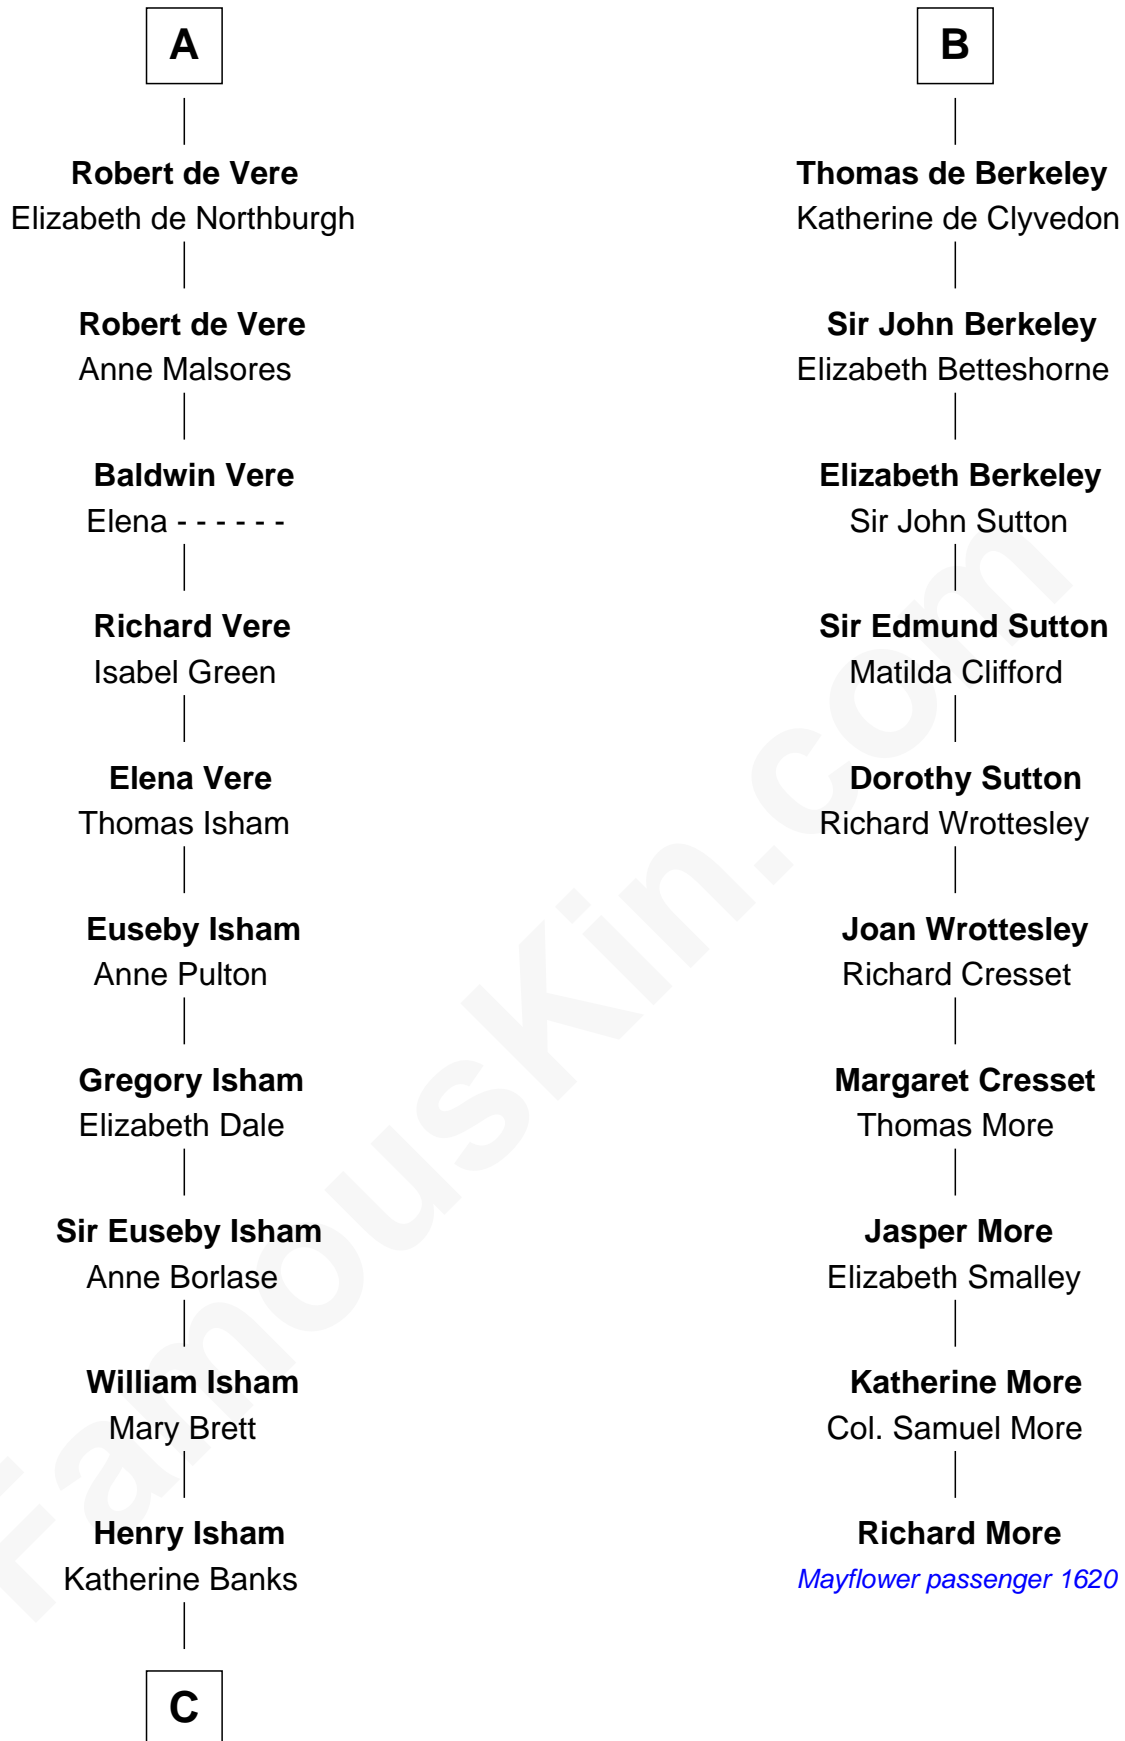 A
Robert de Vere
Elizabeth de Northburgh
Robert de Vere
Anne Malsores
Baldwin Vere
Elena - - - - - -
Richard Vere
Isabel Green
Elena Vere
Thomas Isham
Euseby Isham
Anne Pulton
Gregory Isham
Elizabeth Dale
Sir Euseby Isham
Anne Borlase
William Isham
Mary Brett
Henry Isham
Katherine Banks
C
B
Thomas de Berkeley
Katherine de Clyvedon
Sir John Berkeley
Elizabeth Betteshorne
Elizabeth Berkeley
Sir John Sutton
Sir Edmund Sutton
Matilda Clifford
Dorothy Sutton
Richard Wrottesley
Joan Wrottesley
Richard Cresset
Margaret Cresset
Thomas More
Jasper More
Elizabeth Smalley
Katherine More
Col. Samuel More
Richard More
Mayflower passenger 1620
FamousKin.com